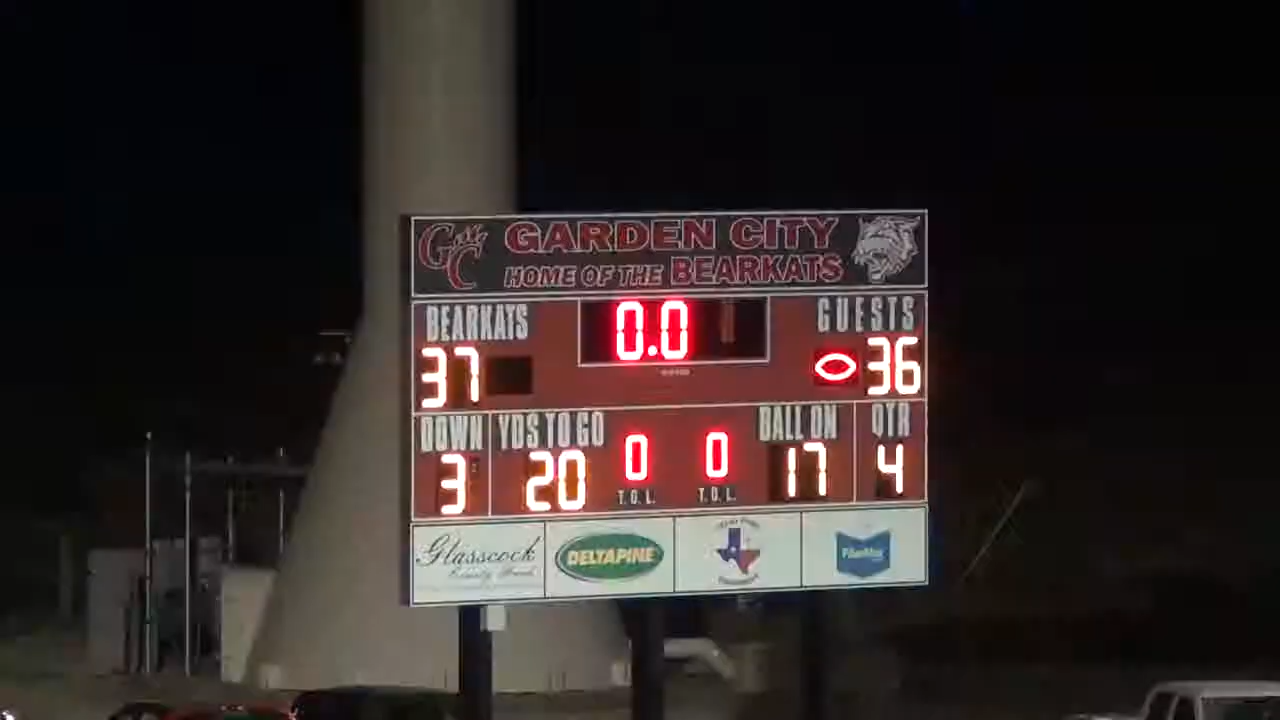 GC GARDEN CITY
HOME OF THE BEARKATS
BEARKATS 0.0 GUESTS
37 36
DOWN YDS TO GO BALL ON QTR
3 20 0 0 17 4
T.O.L. T.O.L.
Glasscock DELTAPINE